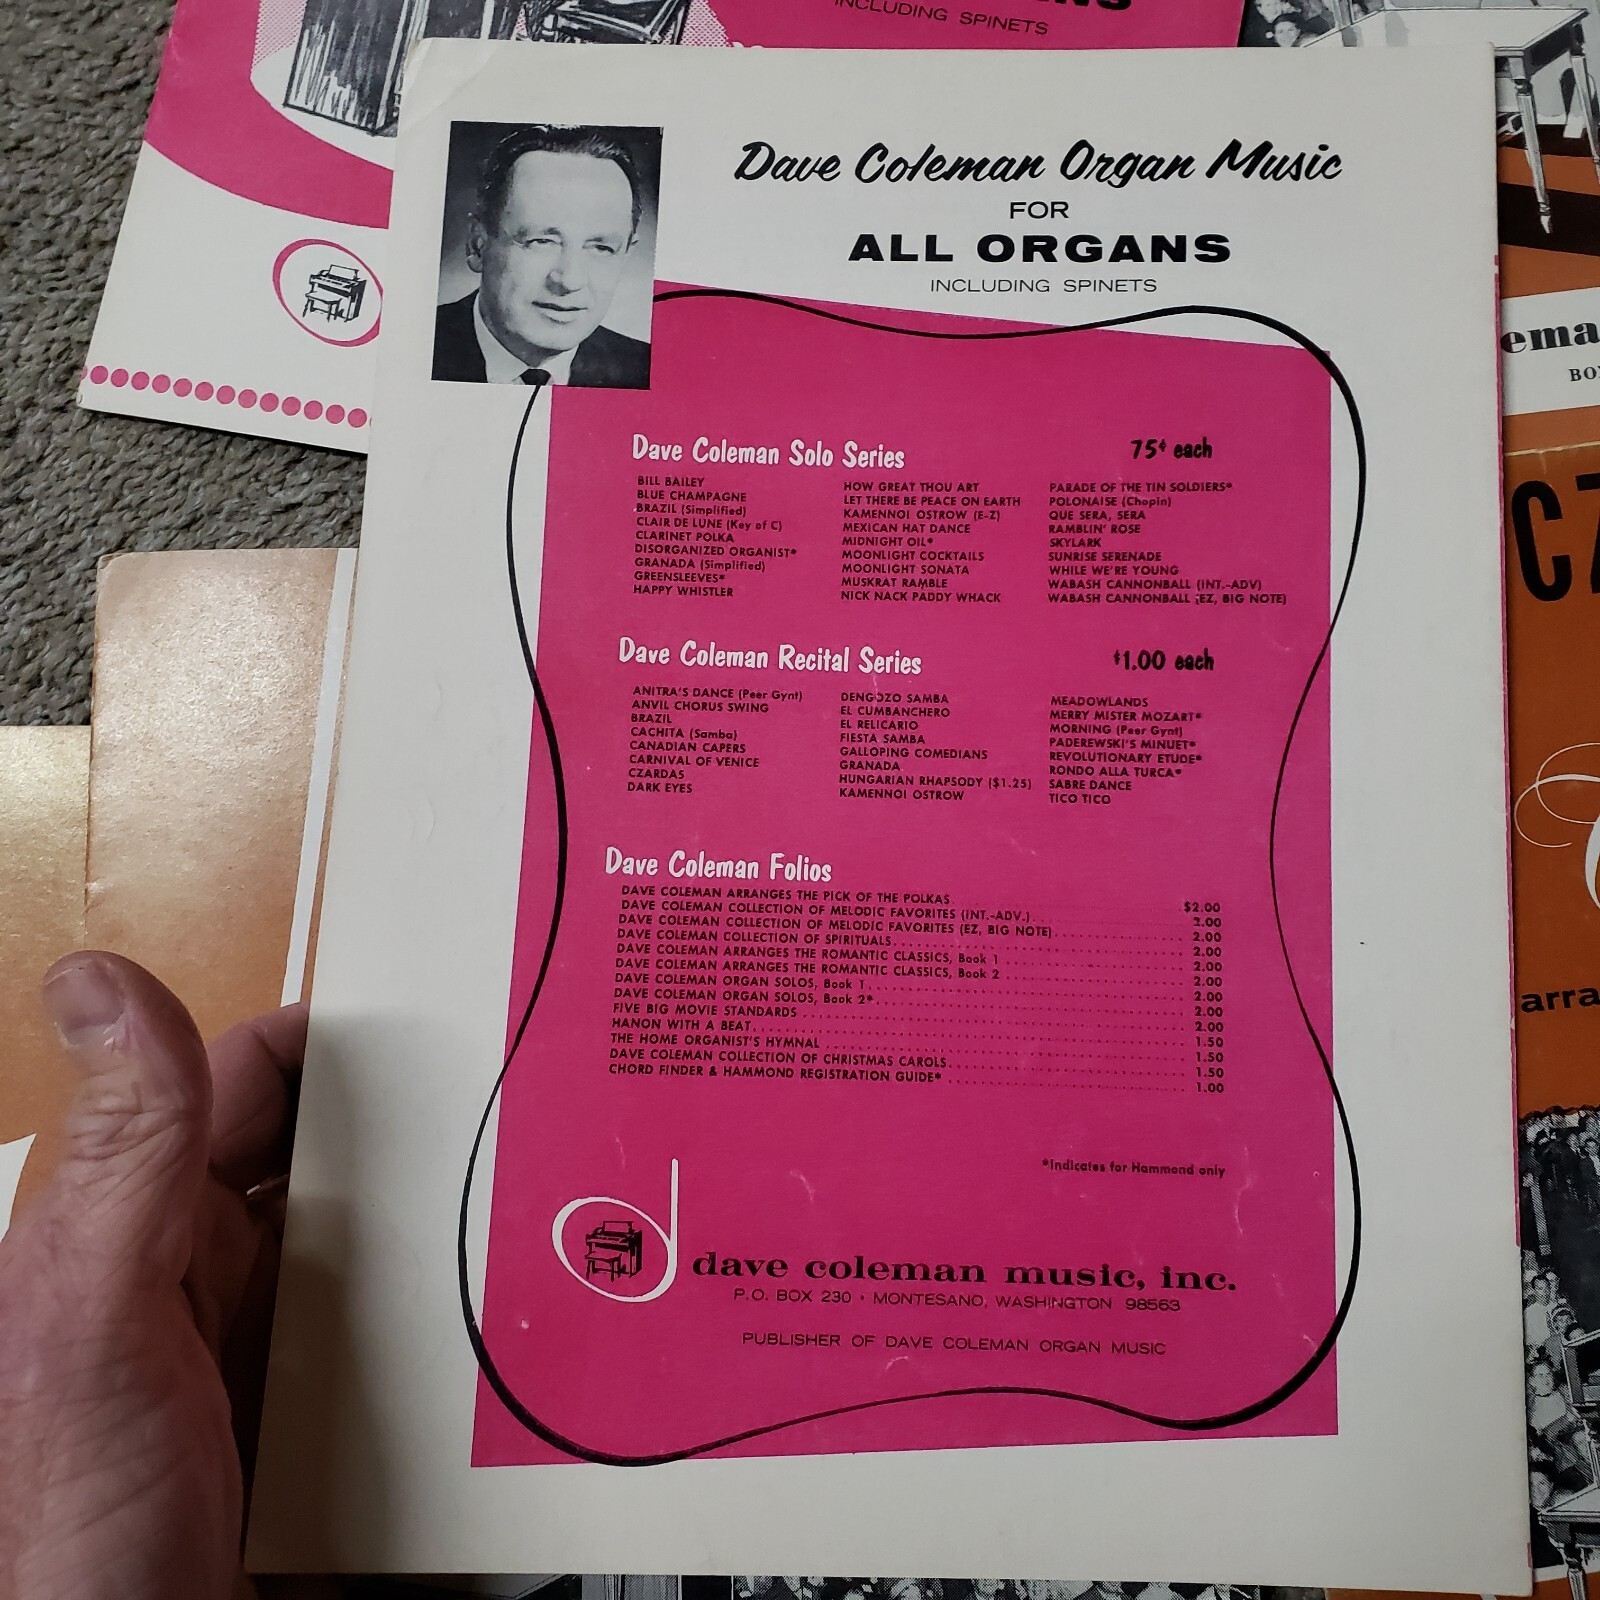 INCLUDING SPINETS
Dave Coleman Organ Music
FOR
ALL ORGANS
INCLUDING SPINETS
Dave Coleman Solo Series 75¢ each
BILL BAILEY
BLUE CHAMPAGNE
BRAZIL (Simplified)
CLAIR DE LUNE (Key of C)
CLARINET POLKA
DISORGANIZED ORGANIST*
GRANADA (Simplified)
GREENSLEEVES*
HAPPY WHISTLER
HOW GREAT THOU ART
LET THERE BE PEACE ON EARTH
KAMENNOI OSTROW (E-Z)
MEXICAN HAT DANCE
MIDNIGHT OIL*
MOONLIGHT COCKTAILS
MOONLIGHT SONATA
MUSKRAT RAMBLE
NICK NACK PADDY WHACK
PARADE OF THE TIN SOLDIERS*
POLONAISE (Chopin)
QUE SERA, SERA
RAMBLIN' ROSE
SKYLARK
SUNRISE SERENADE
WHILE WE'RE YOUNG
WABASH CANNONBALL (INT.-ADV)
WABASH CANNONBALL (EZ, BIG NOTE)
Dave Coleman Recital Series $1.00 each
ANITRA'S DANCE (Peer Gynt)
ANVIL CHORUS SWING
BRAZIL
CACHITA (Samba)
CANADIAN CAPERS
CARNIVAL OF VENICE
CZARDAS
DARK EYES
DENGOZO SAMBA
EL CUMBANCHERO
EL RELICARIO
FIESTA SAMBA
GALLOPING COMEDIANS
GRANADA
HUNGARIAN RHAPSODY ($1.25)
KAMENNOI OSTROW
MEADOWLANDS
MERRY MISTER MOZART*
MORNING (Peer Gynt)
PADEREWSKI'S MINUET*
REVOLUTIONARY ETUDE*
RONDO ALLA TURCA*
SABRE DANCE
TICO TICO
Dave Coleman Folios
DAVE COLEMAN ARRANGES THE PICK OF THE POLKAS $2.00
DAVE COLEMAN COLLECTION OF MELODIC FAVORITES (INT.-ADV.) 2.00
DAVE COLEMAN COLLECTION OF MELODIC FAVORITES (EZ, BIG NOTE) 2.00
DAVE COLEMAN COLLECTION OF SPIRITUALS 2.00
DAVE COLEMAN ARRANGES THE ROMANTIC CLASSICS, Book 1 2.00
DAVE COLEMAN ARRANGES THE ROMANTIC CLASSICS, Book 2 2.00
DAVE COLEMAN ORGAN SOLOS, Book 1 2.00
DAVE COLEMAN ORGAN SOLOS, Book 2* 2.00
FIVE BIG MOVIE STANDARDS 2.00
HANON WITH A BEAT 1.50
THE HOME ORGANIST'S HYMNAL 1.50
DAVE COLEMAN COLLECTION OF CHRISTMAS CAROLS 1.50
CHORD FINDER & HAMMOND REGISTRATION GUIDE* 1.00
*Indicates for Hammond only
dave coleman music, inc.
P.O. BOX 230 • MONTESANO, WASHINGTON 98563
PUBLISHER OF DAVE COLEMAN ORGAN MUSIC
ema
BO
CZ
arra